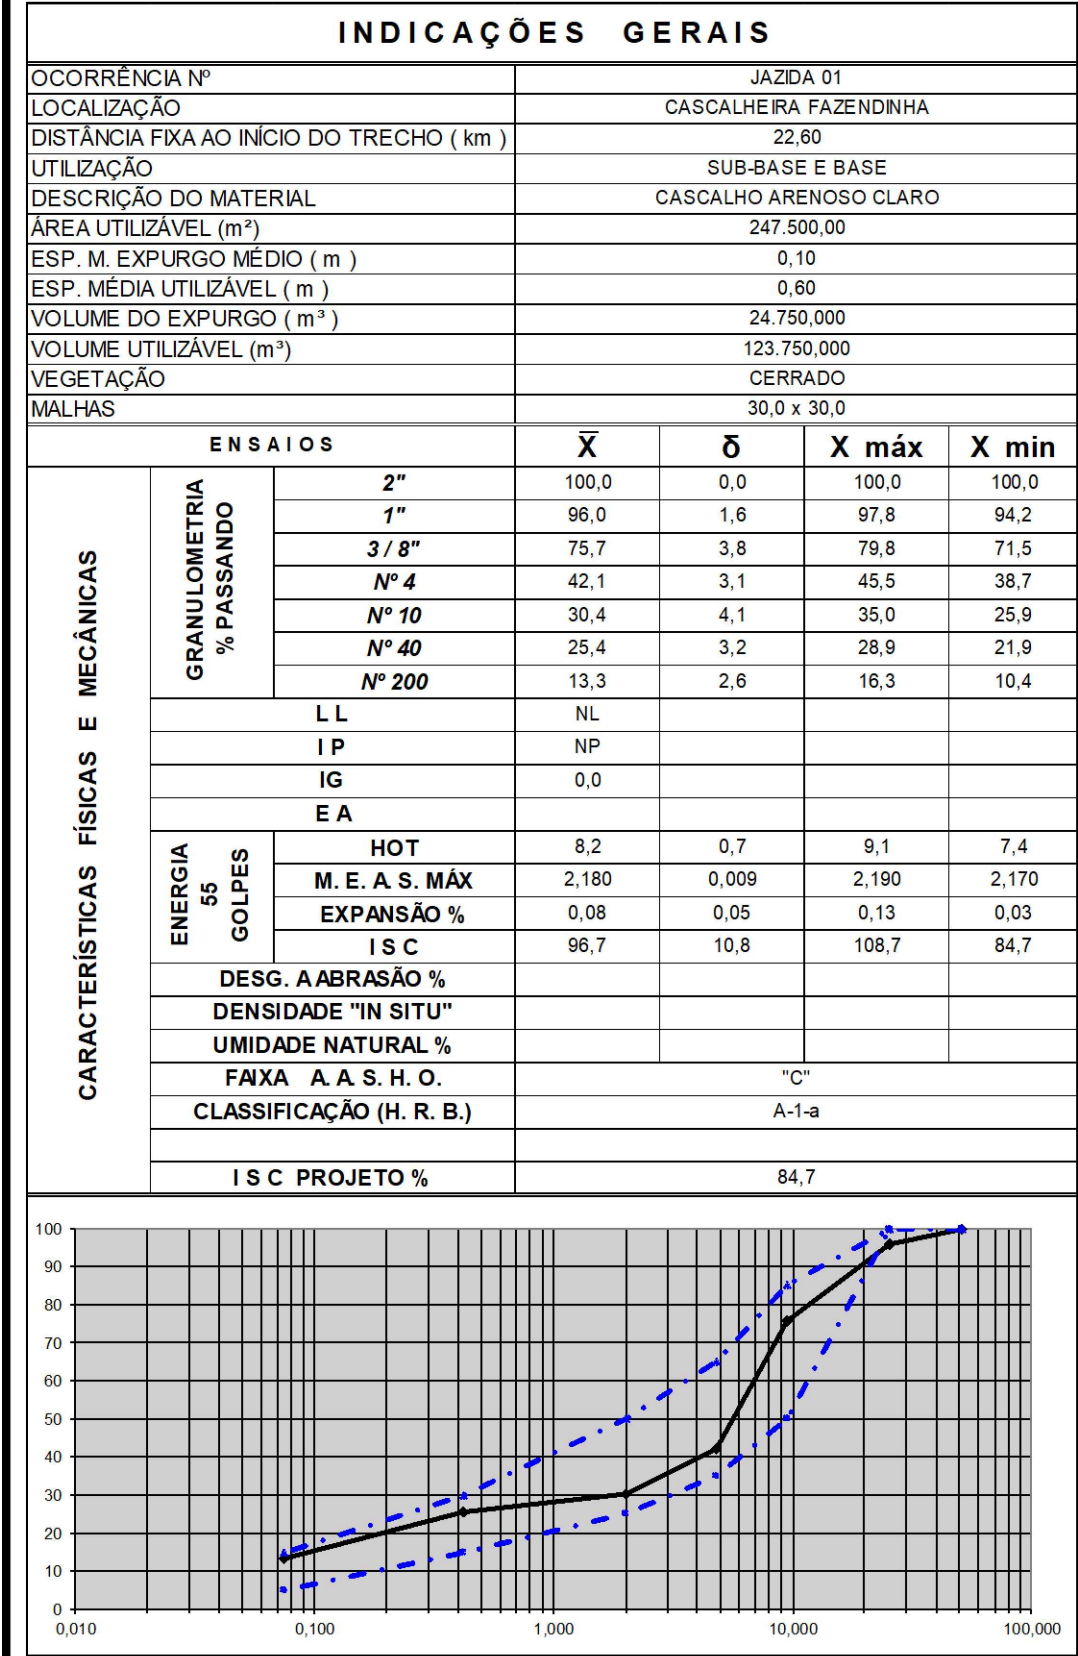 INDICAÇÕES GERAIS
OCORRÊNCIA Nº JAZIDA 01
LOCALIZAÇÃO CASCALHEIRA FAZENDINHA
DISTÂNCIA FIXA AO INÍCIO DO TRECHO ( km ) 22,60
UTILIZAÇÃO SUB-BASE E BASE
DESCRIÇÃO DO MATERIAL CASCALHO ARENOSO CLARO
ÁREA UTILIZÁVEL (m²) 247.500,00
ESP. M. EXPURGO MÉDIO ( m ) 0,10
ESP. MÉDIA UTILIZÁVEL ( m ) 0,60
VOLUME DO EXPURGO ( m³ ) 24.750,000
VOLUME UTILIZÁVEL (m³) 123.750,000
VEGETAÇÃO CERRADO
MALHAS 30,0 x 30,0
ENSAIOS X̅ δ X máx X min
CARACTERÍSTICAS FÍSICAS E MECÂNICAS
GRANULOMETRIA
% PASSANDO
2" 100,0 0,0 100,0 100,0
1" 96,0 1,6 97,8 94,2
3 / 8" 75,7 3,8 79,8 71,5
Nº 4 42,1 3,1 45,5 38,7
Nº 10 30,4 4,1 35,0 25,9
Nº 40 25,4 3,2 28,9 21,9
Nº 200 13,3 2,6 16,3 10,4
L L NL
I P NP
IG 0,0
E A
ENERGIA
55
GOLPES
HOT 8,2 0,7 9,1 7,4
M. E. A. S. MÁX 2,180 0,009 2,190 2,170
EXPANSÃO % 0,08 0,05 0,13 0,03
I S C 96,7 10,8 108,7 84,7
DESG. A ABRASÃO %
DENSIDADE "IN SITU"
UMIDADE NATURAL %
FAIXA A. A. S. H. O. "C"
CLASSIFICAÇÃO (H. R. B.) A-1-a
I S C PROJETO % 84,7
100
90
80
70
60
50
40
30
20
10
0
0,010 0,100 1,000 10,000 100,000